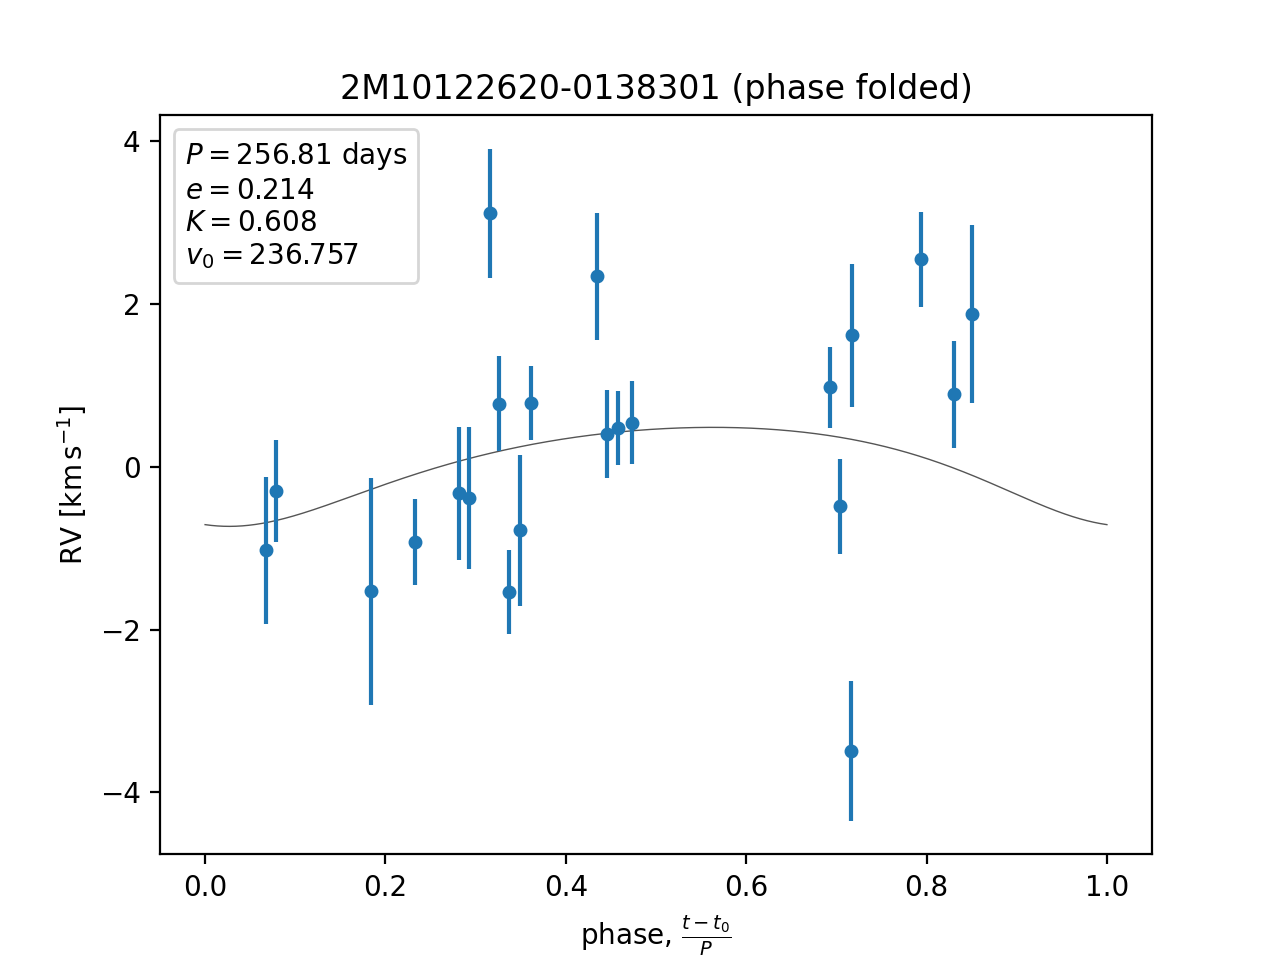 2M10122620-0138301 (phase folded)
P = 256.81 days
e = 0.214
K = 0.608
v₀ = 236.757
4
2
0
−2
−4
RV [km s⁻¹]
0.0 0.2 0.4 0.6 0.8 1.0
phase, (t − t₀)/P